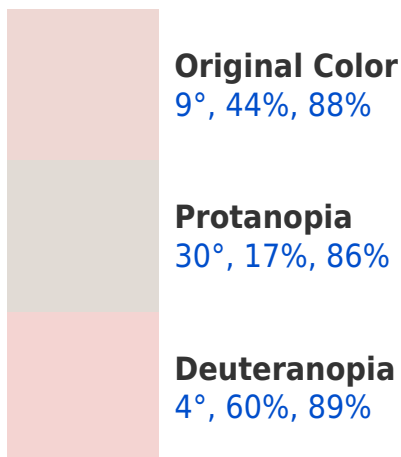 Original Color
9°, 44%, 88%
Protanopia
30°, 17%, 86%
Deuteranopia
4°, 60%, 89%